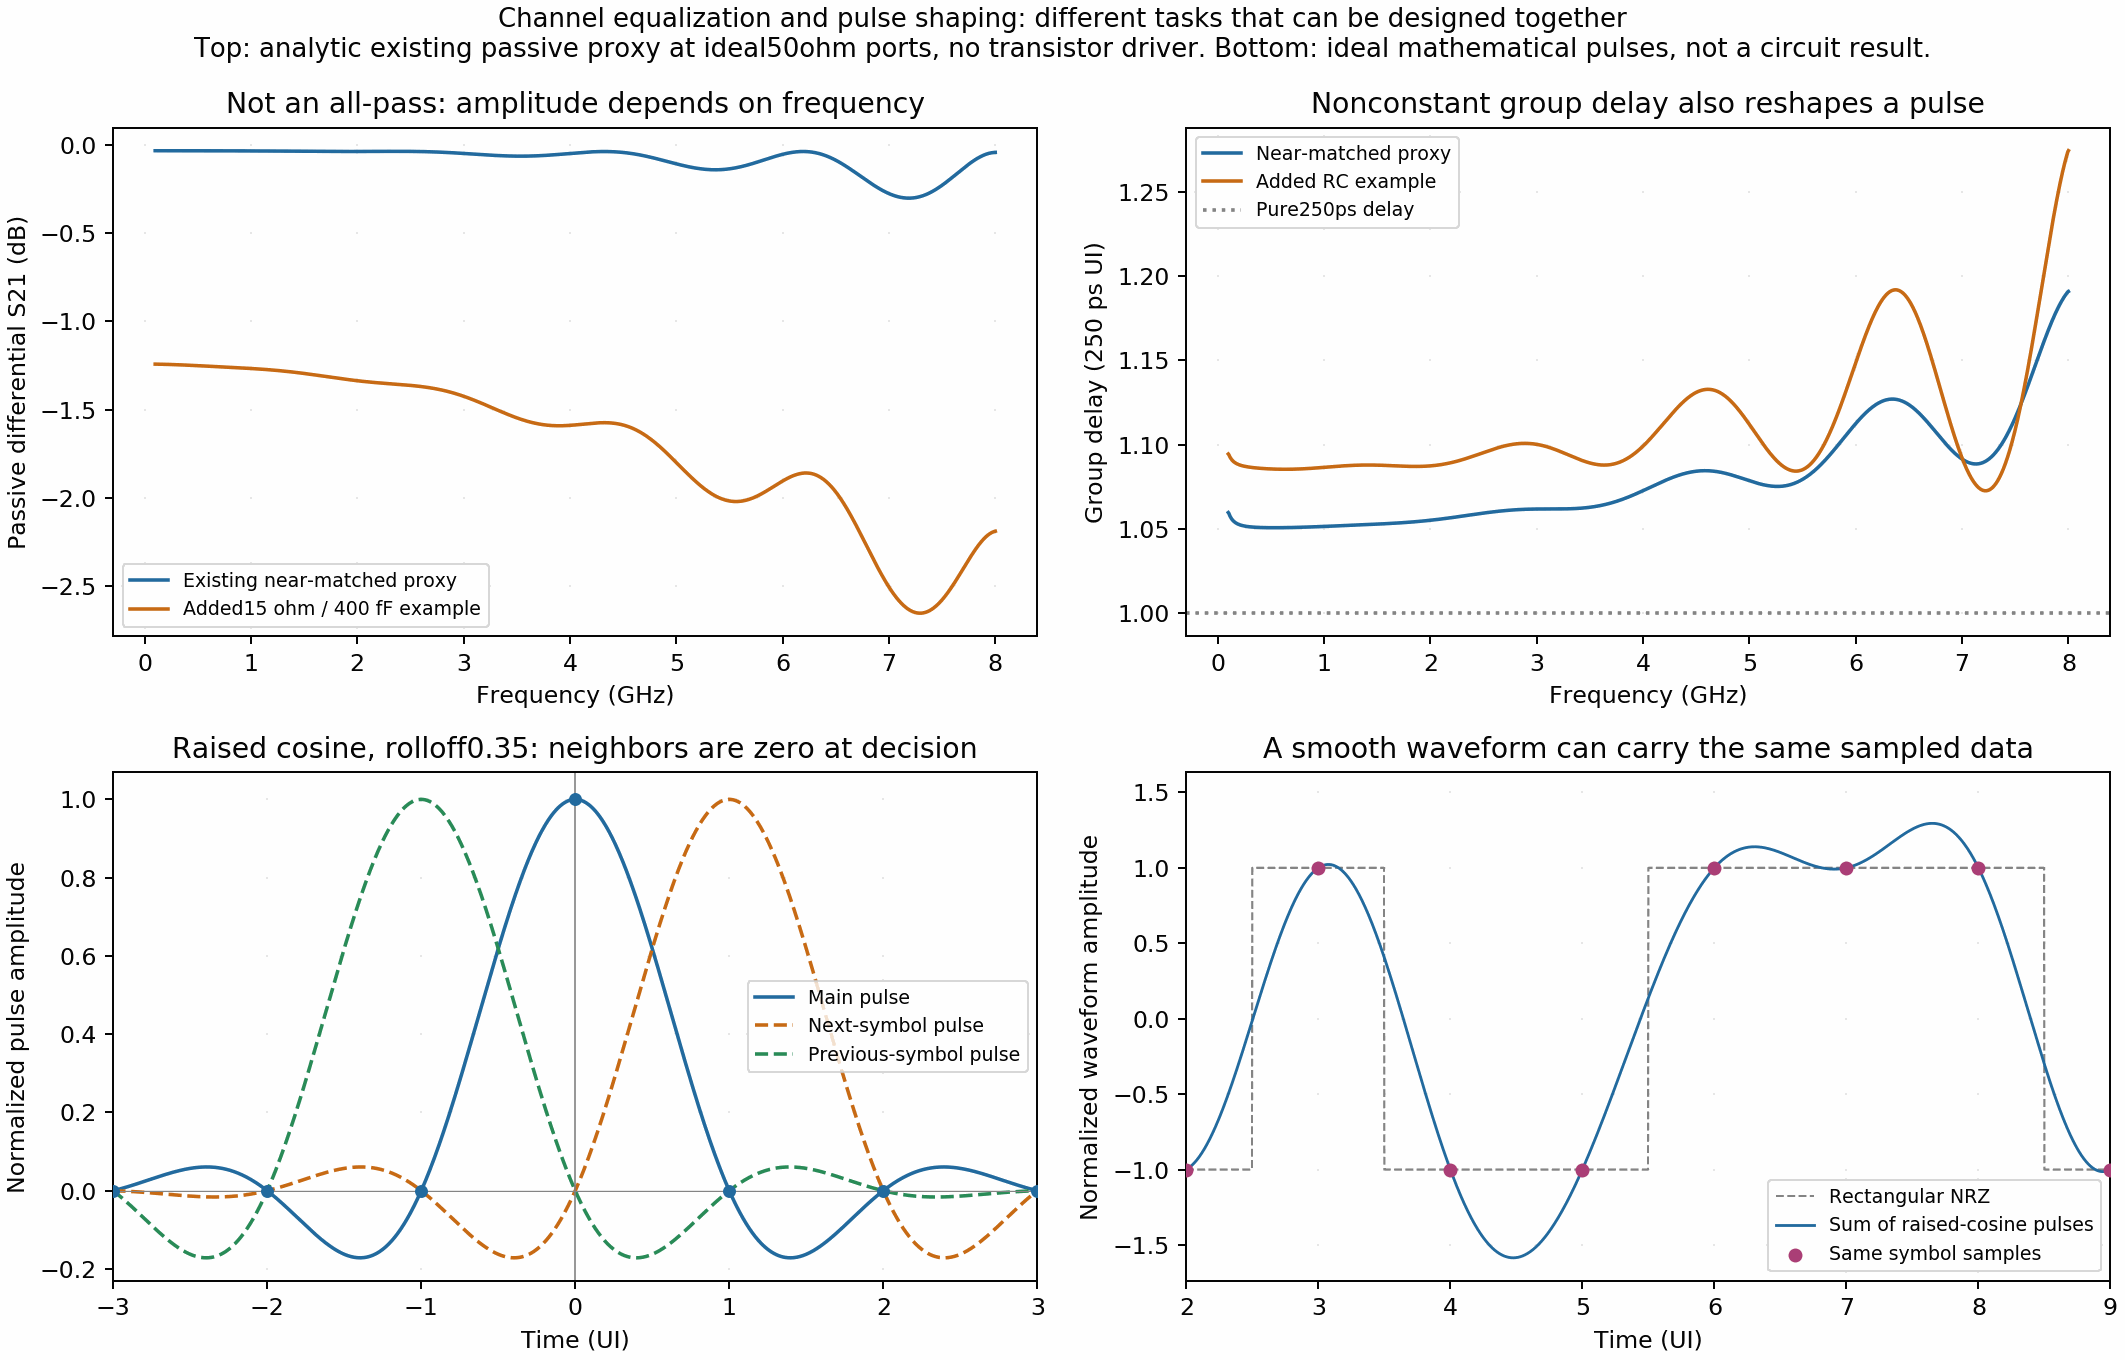 Channel equalization and pulse shaping: different tasks that can be designed together
Top: analytic existing passive proxy at ideal50ohm ports, no transistor driver. Bottom: ideal mathematical pulses, not a circuit result.
Not an all-pass: amplitude depends on frequency
Passive differential S21 (dB)
0.0
−0.5
−1.0
−1.5
−2.0
−2.5
Existing near-matched proxy
Added15 ohm / 400 fF example
0 1 2 3 4 5 6 7 8
Frequency (GHz)
Nonconstant group delay also reshapes a pulse
Group delay (250 ps UI)
1.25
1.20
1.15
1.10
1.05
1.00
Near-matched proxy
Added RC example
Pure250ps delay
0 1 2 3 4 5 6 7 8
Frequency (GHz)
Raised cosine, rolloff0.35: neighbors are zero at decision
Normalized pulse amplitude
1.0
0.8
0.6
0.4
0.2
0.0
−0.2
Main pulse
Next-symbol pulse
Previous-symbol pulse
−3 −2 −1 0 1 2 3
Time (UI)
A smooth waveform can carry the same sampled data
Normalized waveform amplitude
1.5
1.0
0.5
0.0
−0.5
−1.0
−1.5
Rectangular NRZ
Sum of raised-cosine pulses
Same symbol samples
2 3 4 5 6 7 8 9
Time (UI)